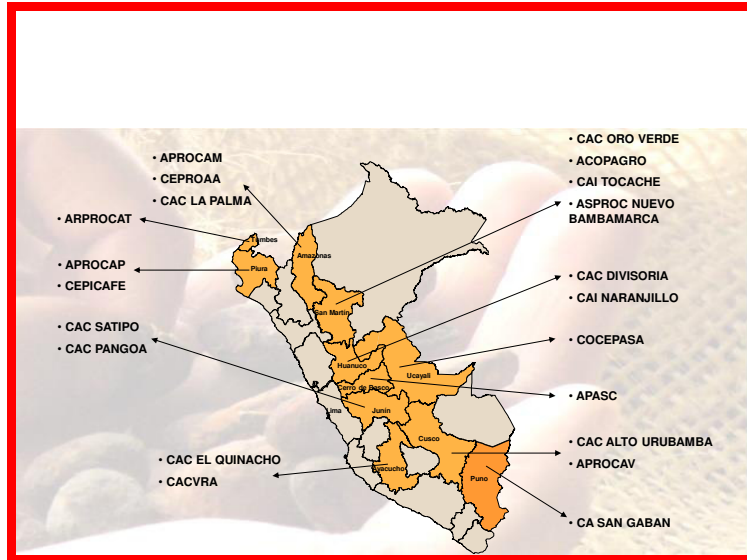 • CAC ORO VERDE
• ACOPAGRO
• CAI TOCACHE
• ASPROC NUEVO
BAMBAMARCA
• APROCAM
• CEPROAA
• CAC LA PALMA
• ARPROCAT
• APROCAP
• CEPICAFE
• CAC DIVISORIA
• CAI NARANJILLO
• CAC SATIPO
• CAC PANGOA
• COCEPASA
• APASC
• CAC ALTO URUBAMBA
• APROCAV
• CAC EL QUINACHO
• CACVRA
• CA SAN GABAN
Tumbes
Piura
Amazonas
San Martín
Huanuco
Ucayali
Cerro de Pasco
Lima
Junín
Cusco
Ayacucho
Puno